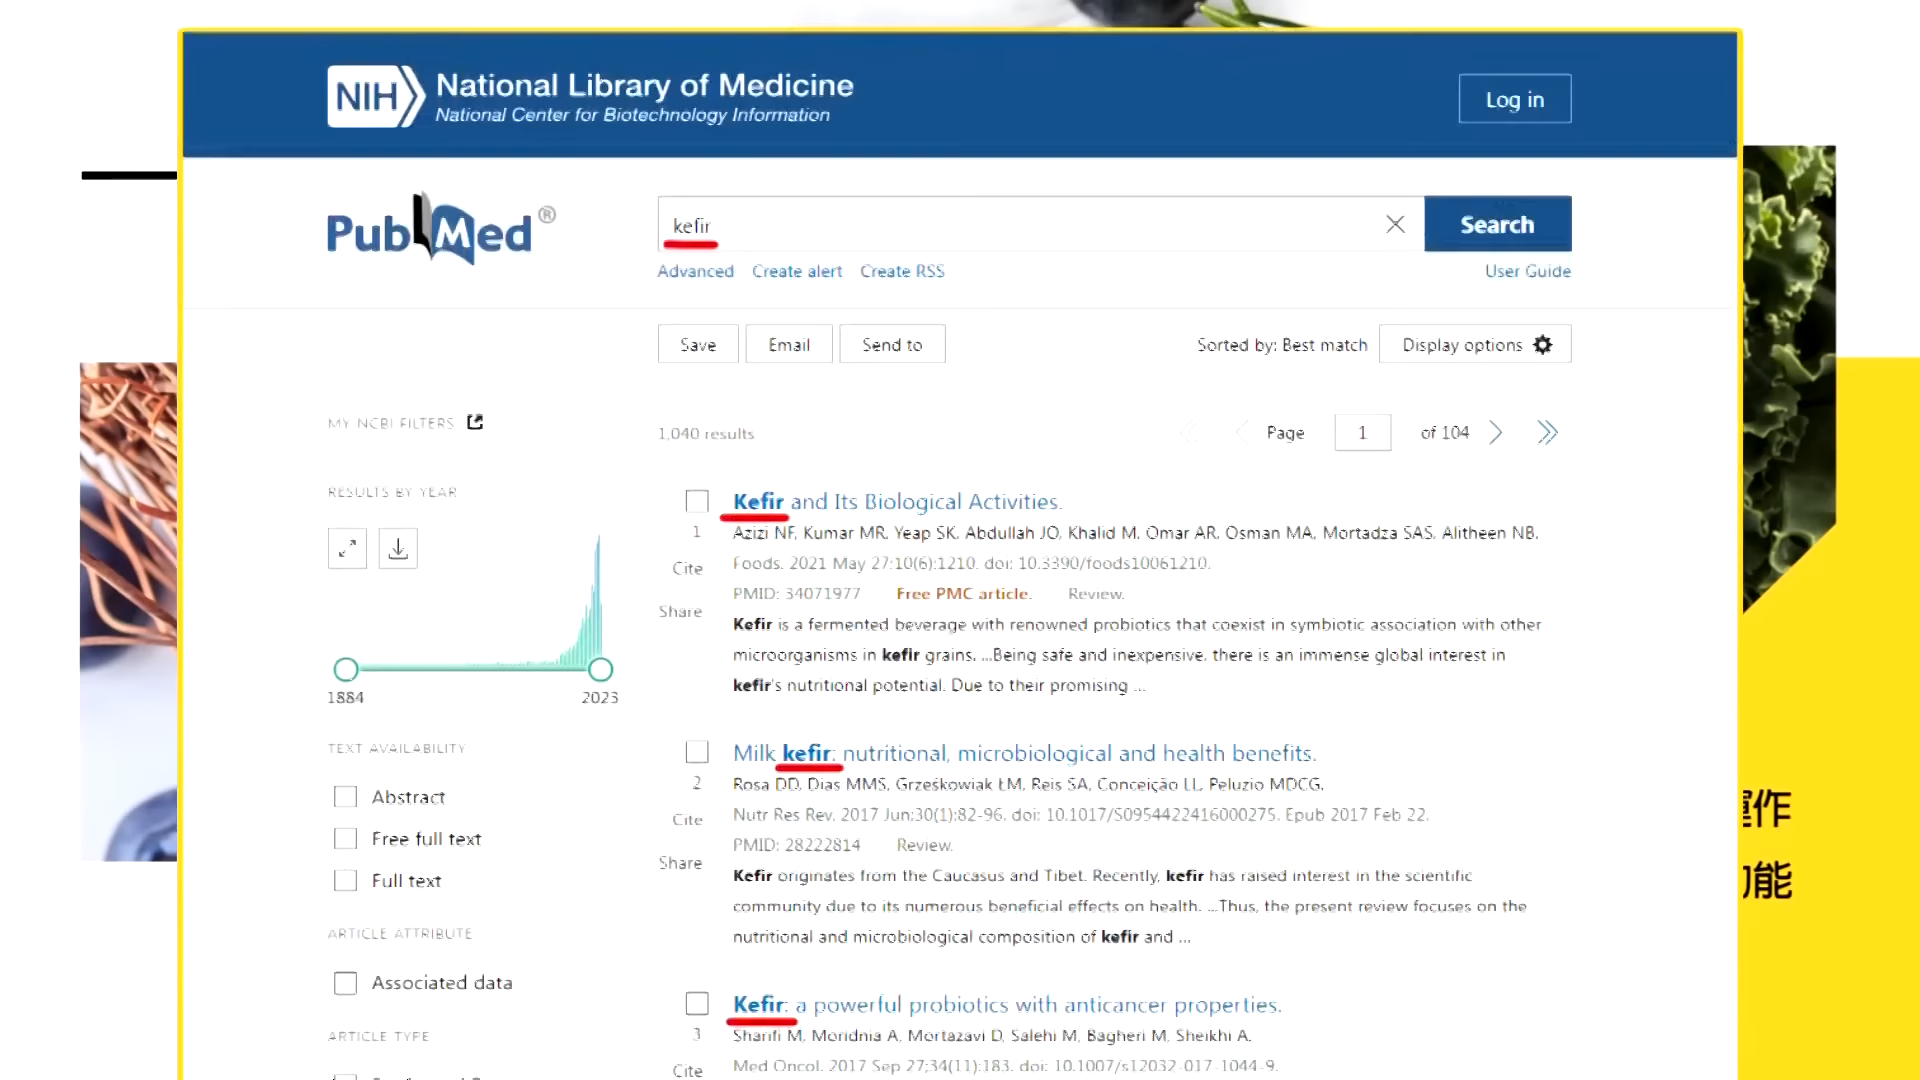 NIH National Library of Medicine
National Center for Biotechnology Information
Log in
PubMed®
kefir
Search
Advanced Create alert Create RSS
User Guide
Save Email Send to
Sorted by: Best match Display options
MY NCBI FILTERS
1,040 results
Page 1 of 104
RESULTS BY YEAR
1884 2023
TEXT AVAILABILITY
Abstract
Free full text
Full text
ARTICLE ATTRIBUTE
Associated data
ARTICLE TYPE
Kefir and Its Biological Activities.
1 Azizi NF, Kumar MR, Yeap SK, Abdullah JO, Khalid M, Omar AR, Osman MA, Mortadza SAS, Alitheen NB.
Cite Foods. 2021 May 27;10(6):1210. doi: 10.3390/foods10061210.
PMID: 34071977 Free PMC article. Review.
Share
Kefir is a fermented beverage with renowned probiotics that coexist in symbiotic association with other
microorganisms in kefir grains. ...Being safe and inexpensive, there is an immense global interest in
kefir's nutritional potential. Due to their promising ...
Milk kefir: nutritional, microbiological and health benefits.
2 Rosa DD, Dias MMS, Grześkowiak ŁM, Reis SA, Conceição LL, Peluzio MDCG.
Cite Nutr Res Rev. 2017 Jun;30(1):82-96. doi: 10.1017/S0954422416000275. Epub 2017 Feb 22.
PMID: 28222814 Review.
Share
Kefir originates from the Caucasus and Tibet. Recently, kefir has raised interest in the scientific
community due to its numerous beneficial effects on health. ...Thus, the present review focuses on the
nutritional and microbiological composition of kefir and ...
Kefir: a powerful probiotics with anticancer properties.
3 Sharifi M, Moridnia A, Mortazavi D, Salehi M, Bagheri M, Sheikhi A.
Cite Med Oncol. 2017 Sep 27;34(11):183. doi: 10.1007/s12032-017-1044-9.
作
能